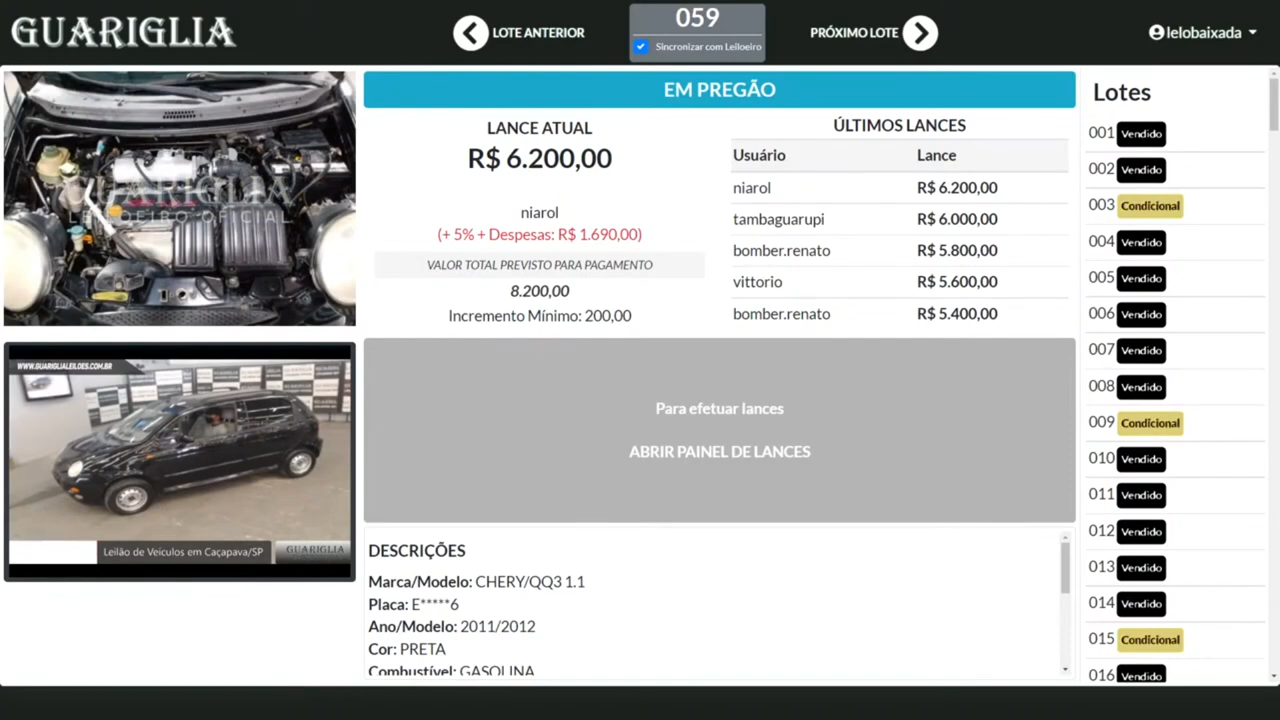 GUARIGLIA
LOTE ANTERIOR
059
Sincronizar com Leiloeiro
PRÓXIMO LOTE
lelobaixada
GUARIGLIA
LEILOEIRO OFICIAL
EM PREGÃO
LANCE ATUAL
R$ 6.200,00
niarol
(+ 5% + Despesas: R$ 1.690,00)
VALOR TOTAL PREVISTO PARA PAGAMENTO
8.200,00
Incremento Mínimo: 200,00
ÚLTIMOS LANCES
Usuário Lance
niarol R$ 6.200,00
tambaguarupi R$ 6.000,00
bomber.renato R$ 5.800,00
vittorio R$ 5.600,00
bomber.renato R$ 5.400,00
Para efetuar lances
ABRIR PAINEL DE LANCES
WWW.GUARIGLIALEILOES.COM.BR
Leilão de Veículos em Caçapava/SP
GUARIGLIA
DESCRIÇÕES
Marca/Modelo: CHERY/QQ3 1.1
Placa: E*****6
Ano/Modelo: 2011/2012
Cor: PRETA
Combustível: GASOLINA
Lotes
001 Vendido
002 Vendido
003 Condicional
004 Vendido
005 Vendido
006 Vendido
007 Vendido
008 Vendido
009 Condicional
010 Vendido
011 Vendido
012 Vendido
013 Vendido
014 Vendido
015 Condicional
016 Vendido